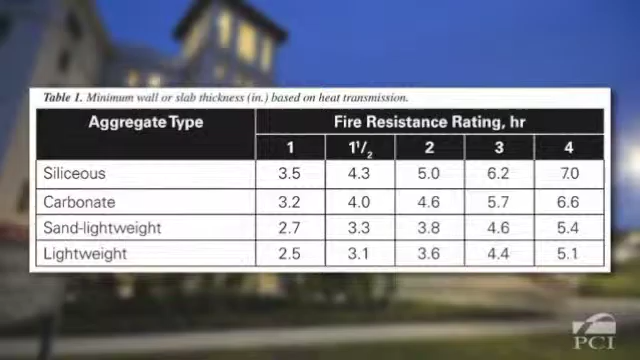 Table 1. Minimum wall or slab thickness (in.) based on heat transmission.
Aggregate Type Fire Resistance Rating, hr
1 1 1/2 2 3 4
Siliceous 3.5 4.3 5.0 6.2 7.0
Carbonate 3.2 4.0 4.6 5.7 6.6
Sand-lightweight 2.7 3.3 3.8 4.6 5.4
Lightweight 2.5 3.1 3.6 4.4 5.1
PCI